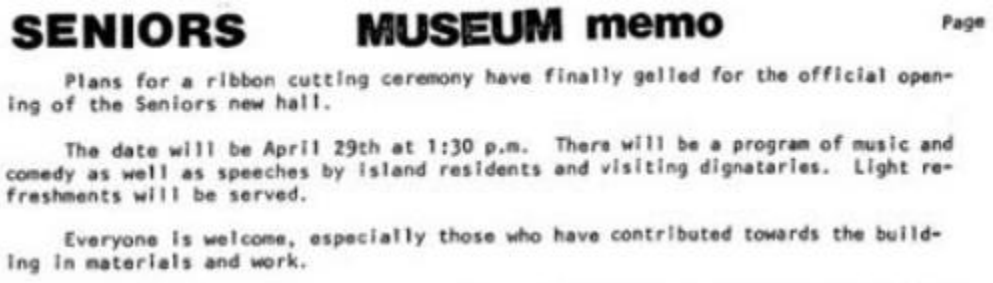 SENIORS MUSEUM memo Page
Plans for a ribbon cutting ceremony have finally gelled for the official open-
ing of the Seniors new hall.
The date will be April 29th at 1:30 p.m. There will be a program of music and
comedy as well as speeches by island residents and visiting dignataries. Light re-
freshments will be served.
Everyone is welcome, especially those who have contributed towards the build-
ing in materials and work.